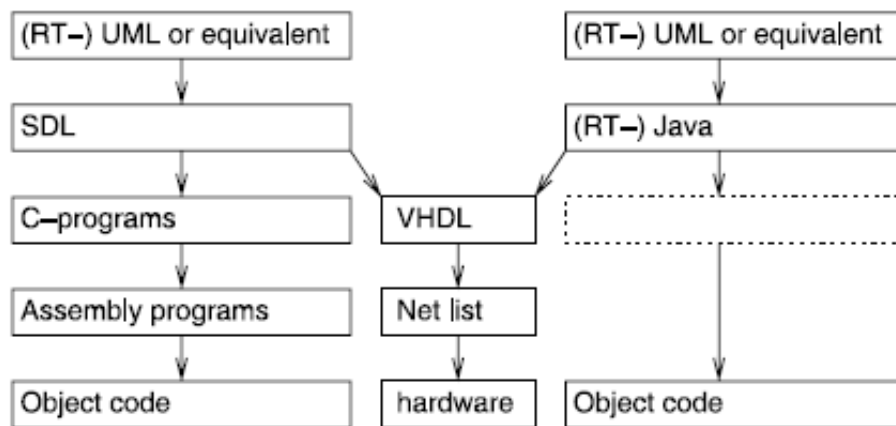 (RT–) UML or equivalent
(RT–) UML or equivalent
SDL
(RT–) Java
C–programs
VHDL
Assembly programs
Net list
Object code
hardware
Object code